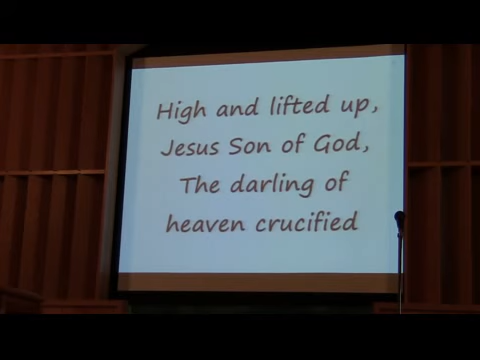 High and lifted up,
Jesus Son of God,
The darling of
heaven crucified